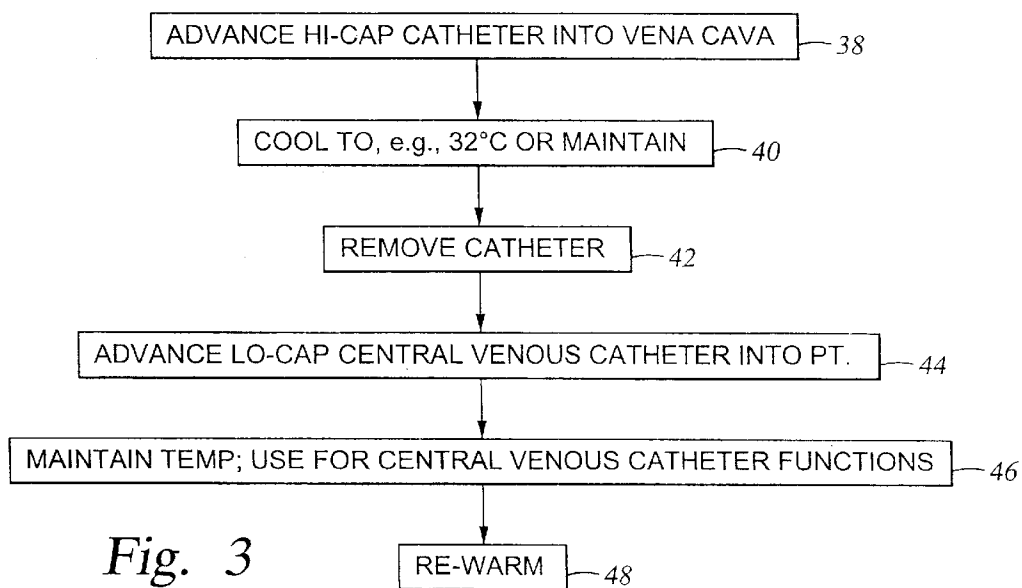 ADVANCE HI-CAP CATHETER INTO VENA CAVA 38
COOL TO, e.g., 32°C OR MAINTAIN 40
REMOVE CATHETER 42
ADVANCE LO-CAP CENTRAL VENOUS CATHETER INTO PT. 44
MAINTAIN TEMP; USE FOR CENTRAL VENOUS CATHETER FUNCTIONS 46
RE-WARM 48
Fig. 3